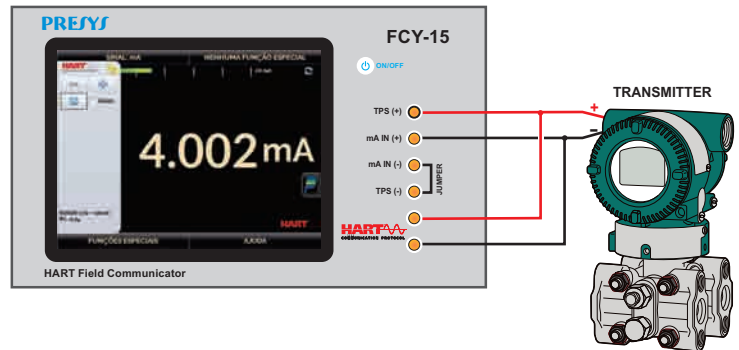 PRESYS
FCY-15
ON/OFF
SINAL: mA
NENHUMA FUNÇÃO ESPECIAL
HART
4.002 mA
HART
FUNÇÕES ESPECIAIS
AJUDA
HART Field Communicator
TPS (+)
mA IN (+)
mA IN (-)
TPS (-)
JUMPER
HART
COMMUNICATION PROTOCOL
TRANSMITTER
+
–